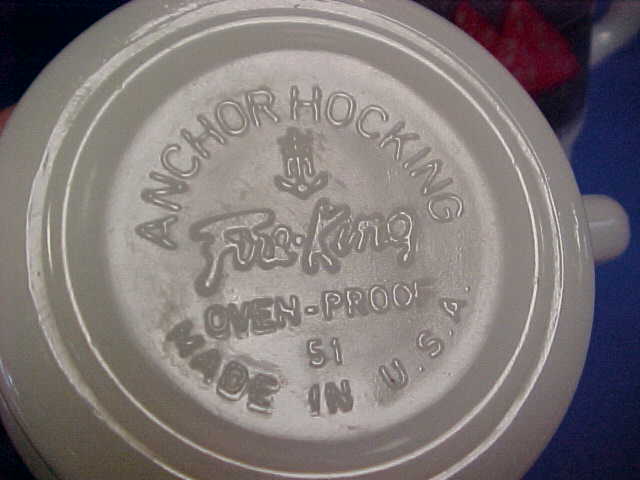 ANCHOR HOCKING
Fire-King
OVEN-PROOF
51
MADE IN U.S.A.